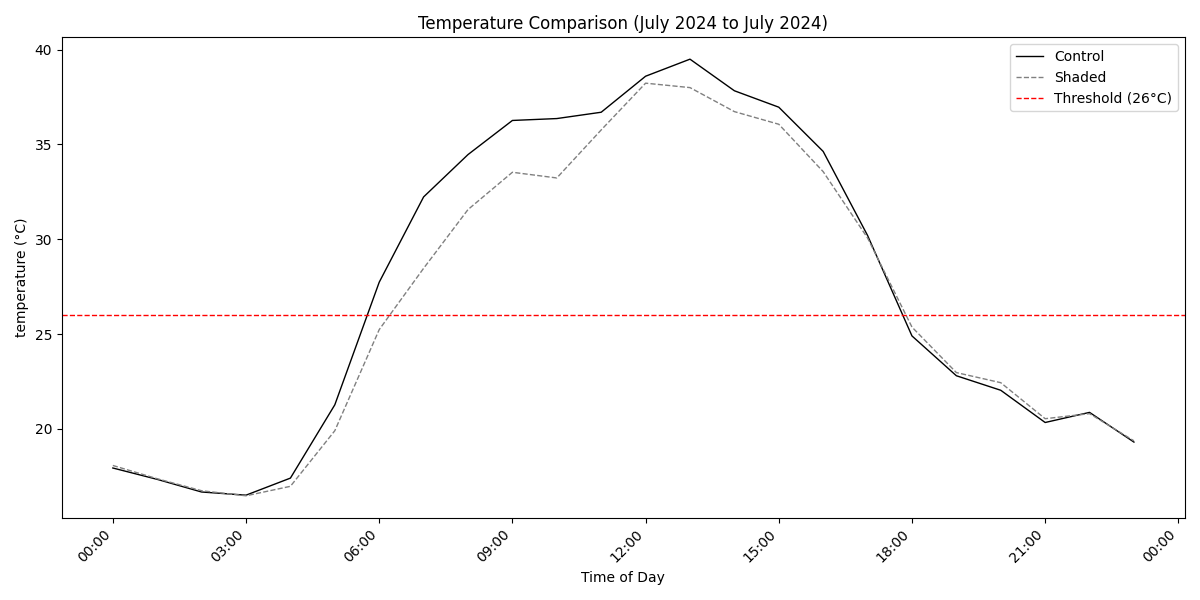 Temperature Comparison (July 2024 to July 2024)
Control
Shaded
Threshold (26°C)
temperature (°C)
40
35
30
25
20
00:00
03:00
06:00
09:00
12:00
15:00
18:00
21:00
00:00
Time of Day